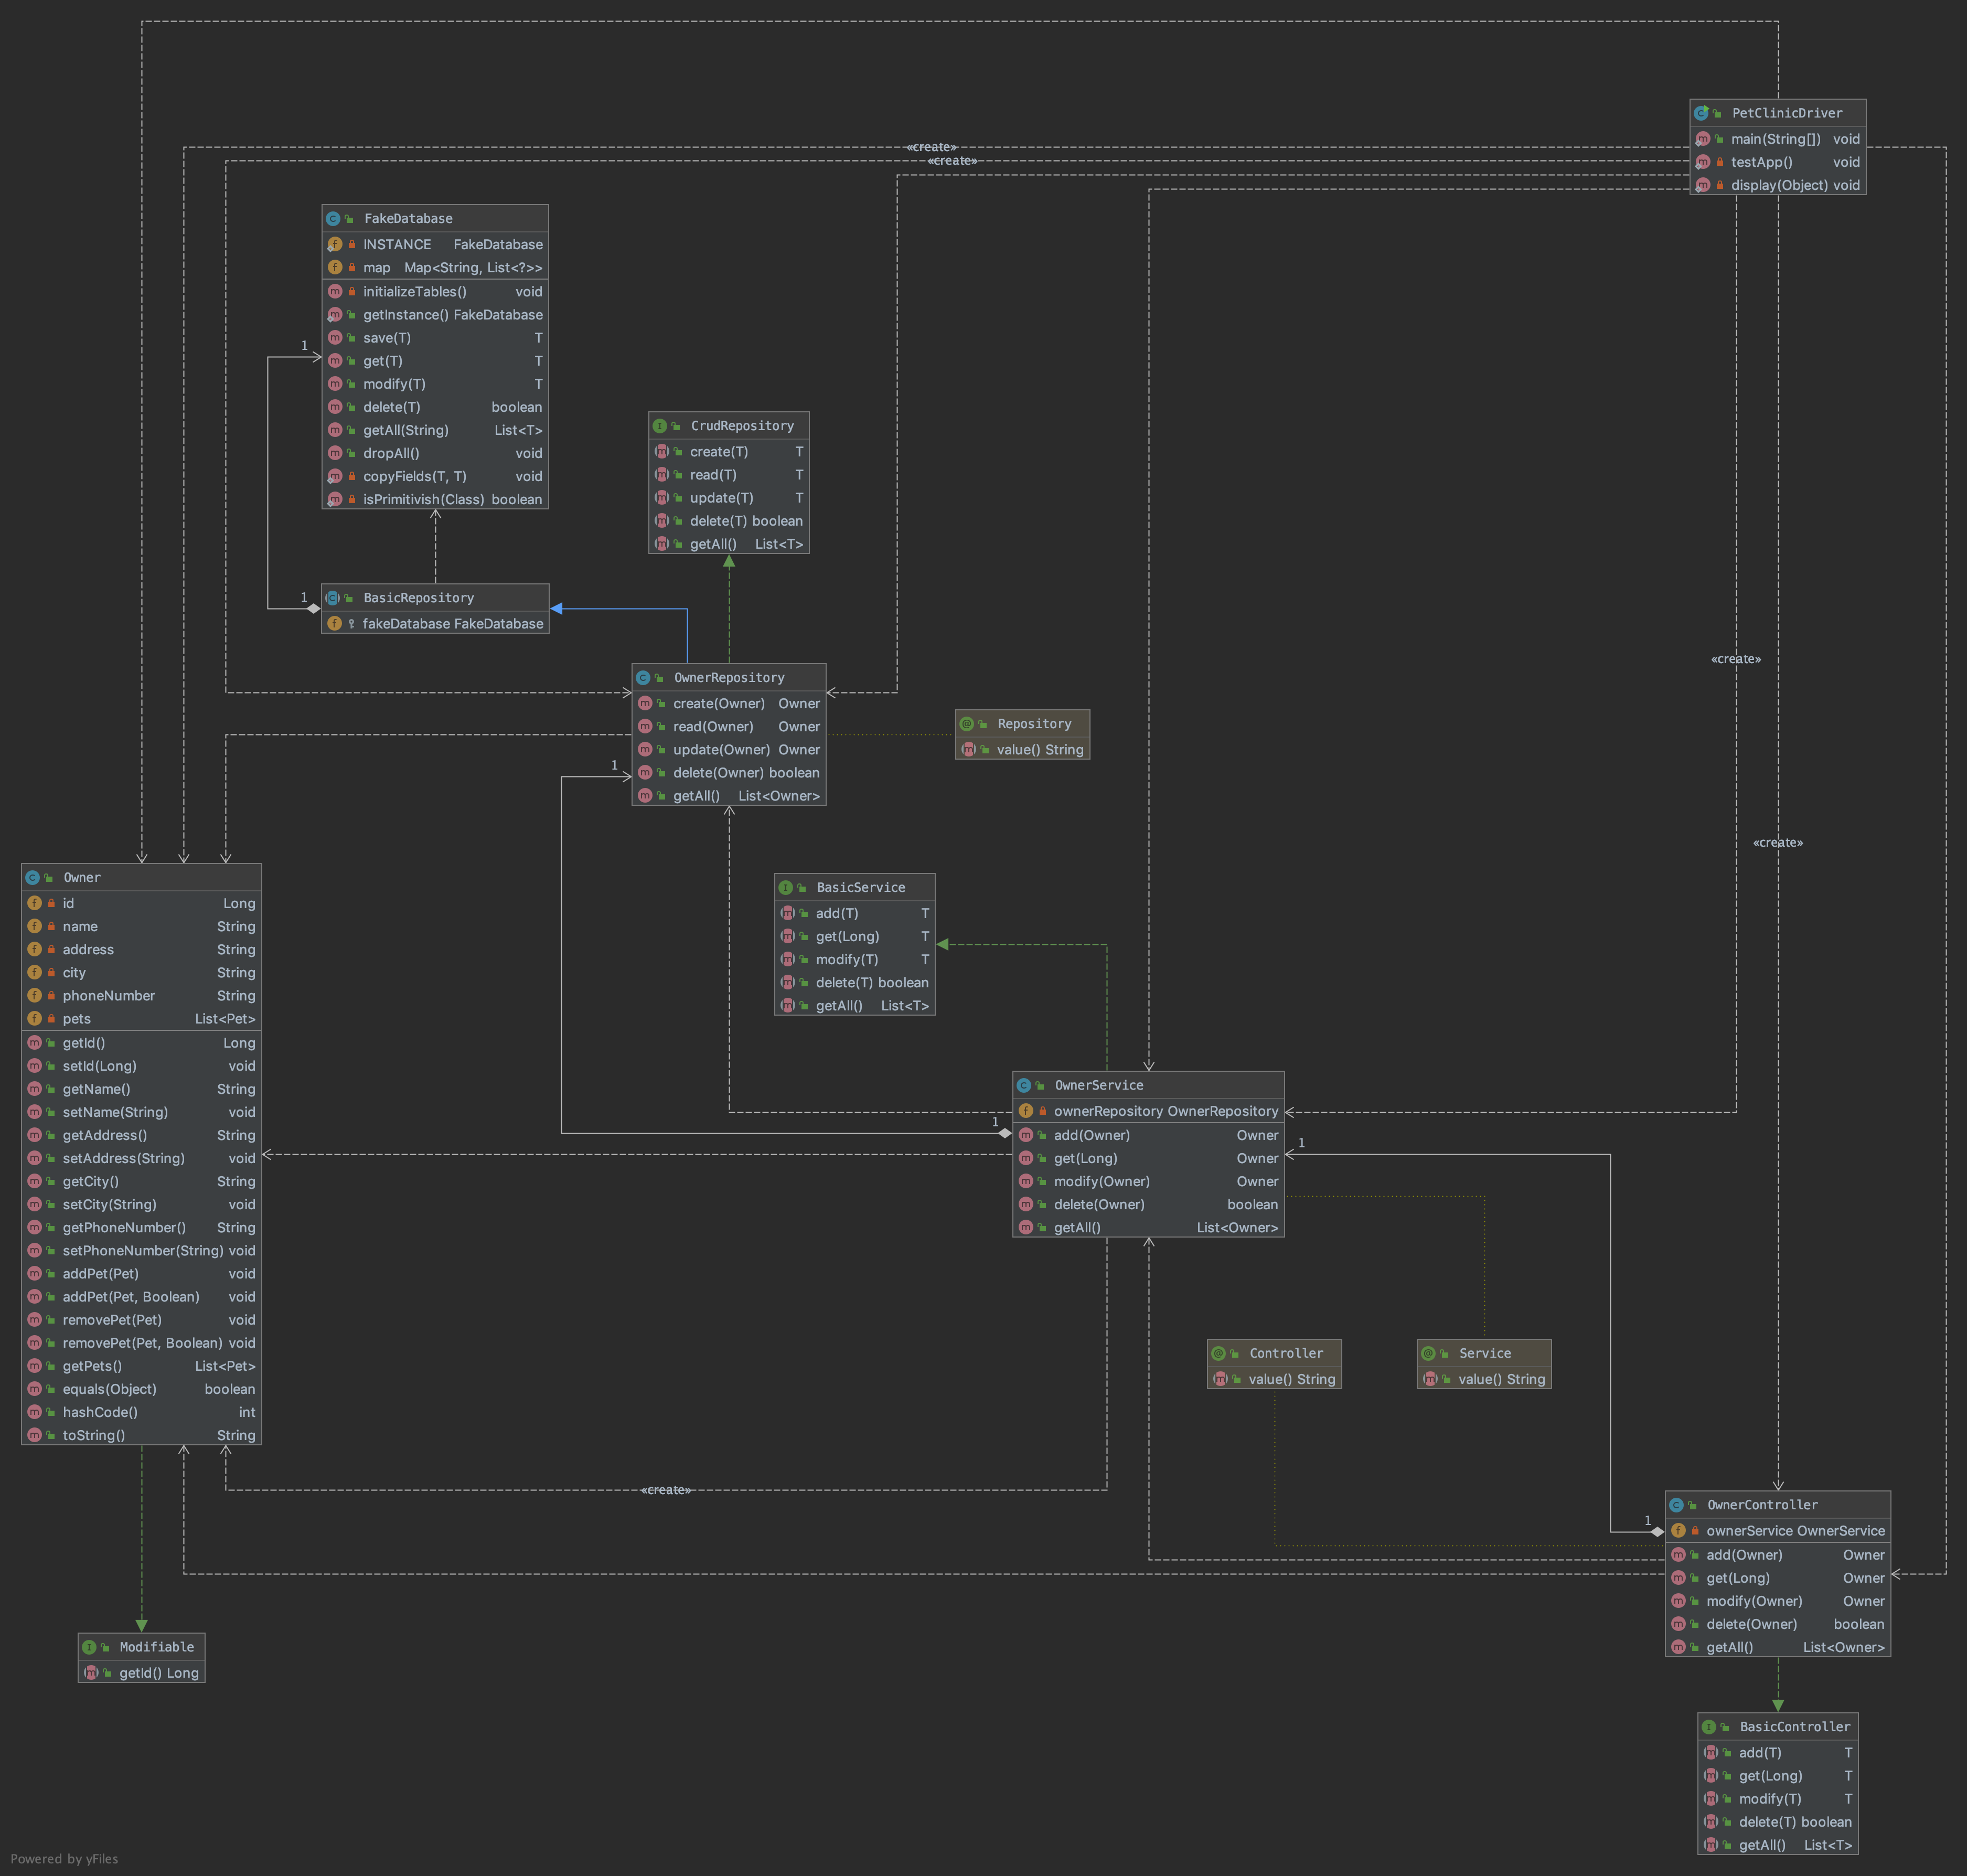 PetClinicDriver
main(String[]) void
testApp() void
display(Object) void
«create»
«create»
FakeDatabase
INSTANCE FakeDatabase
map Map<String, List<?>>
initializeTables() void
getInstance() FakeDatabase
save(T) T
get(T) T
modify(T) T
delete(T) boolean
getAll(String) List<T>
dropAll() void
copyFields(T, T) void
isPrimitivish(Class) boolean
1
1
CrudRepository
create(T) T
read(T) T
update(T) T
delete(T) boolean
getAll() List<T>
BasicRepository
fakeDatabase FakeDatabase
«create»
OwnerRepository
create(Owner) Owner
read(Owner) Owner
update(Owner) Owner
delete(Owner) boolean
getAll() List<Owner>
1
Repository
value() String
«create»
Owner
id Long
name String
address String
city String
phoneNumber String
pets List<Pet>
getId() Long
setId(Long) void
getName() String
setName(String) void
getAddress() String
setAddress(String) void
getCity() String
setCity(String) void
getPhoneNumber() String
setPhoneNumber(String) void
addPet(Pet) void
addPet(Pet, Boolean) void
removePet(Pet) void
removePet(Pet, Boolean) void
getPets() List<Pet>
equals(Object) boolean
hashCode() int
toString() String
BasicService
add(T) T
get(Long) T
modify(T) T
delete(T) boolean
getAll() List<T>
OwnerService
ownerRepository OwnerRepository
add(Owner) Owner
get(Long) Owner
modify(Owner) Owner
delete(Owner) boolean
getAll() List<Owner>
1
1
Controller
value() String
Service
value() String
«create»
OwnerController
ownerService OwnerService
add(Owner) Owner
get(Long) Owner
modify(Owner) Owner
delete(Owner) boolean
getAll() List<Owner>
1
Modifiable
getId() Long
BasicController
add(T) T
get(Long) T
modify(T) T
delete(T) boolean
getAll() List<T>
Powered by yFiles